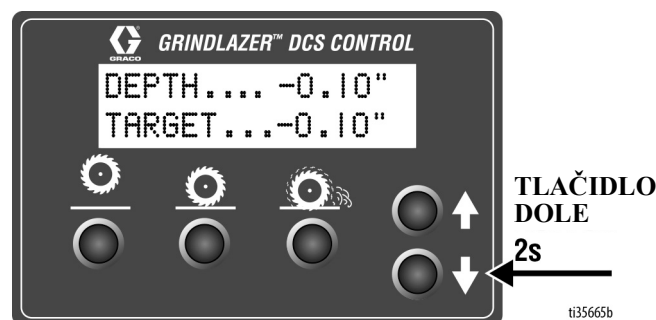 GRACO
GRINDLAZER™ DCS CONTROL
DEPTH.... -0.10"
TARGET...-0.10"
TLAČIDLO
DOLE
2s
ti35665b